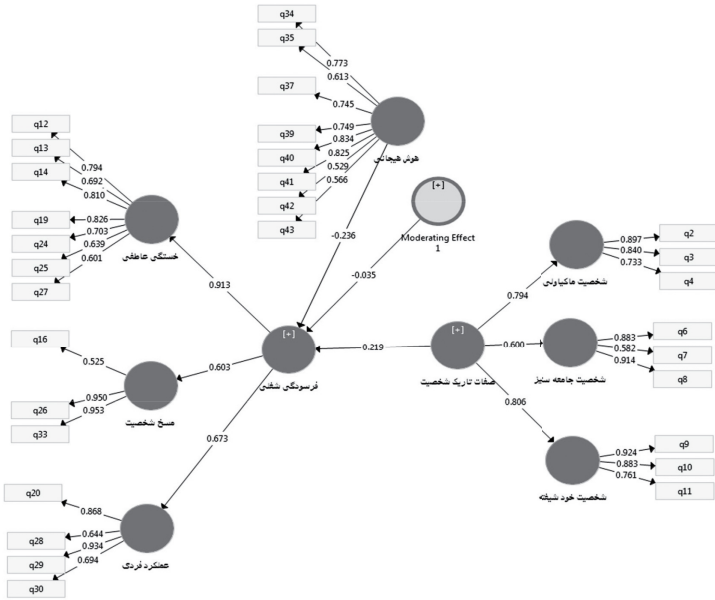 q34
q35
q37
q39
q40
q41
q42
q43
0.773
0.613
0.745
0.749
0.834
0.825
0.529
0.566
هوش هیجانی
-0.236
[+]
Moderating Effect
1
-0.035
q12
q13
q14
q19
q24
q25
q27
0.794
0.692
0.810
0.826
0.703
0.639
0.601
خستگی عاطفی
0.913
q16
q26
q33
0.525
0.950
0.953
مسخ شخصیت
0.603
[+]
فرسودگی شغلی
0.673
q20
q28
q29
q30
0.868
0.644
0.934
0.694
عملکرد فردی
0.219
[+]
صفات تاریک شخصیت
0.794
0.600
0.806
شخصیت ماکیاولی
0.897
0.840
0.733
q2
q3
q4
شخصیت جامعه ستیز
0.883
0.582
0.914
q6
q7
q8
شخصیت خود شیفته
0.924
0.883
0.761
q9
q10
q11